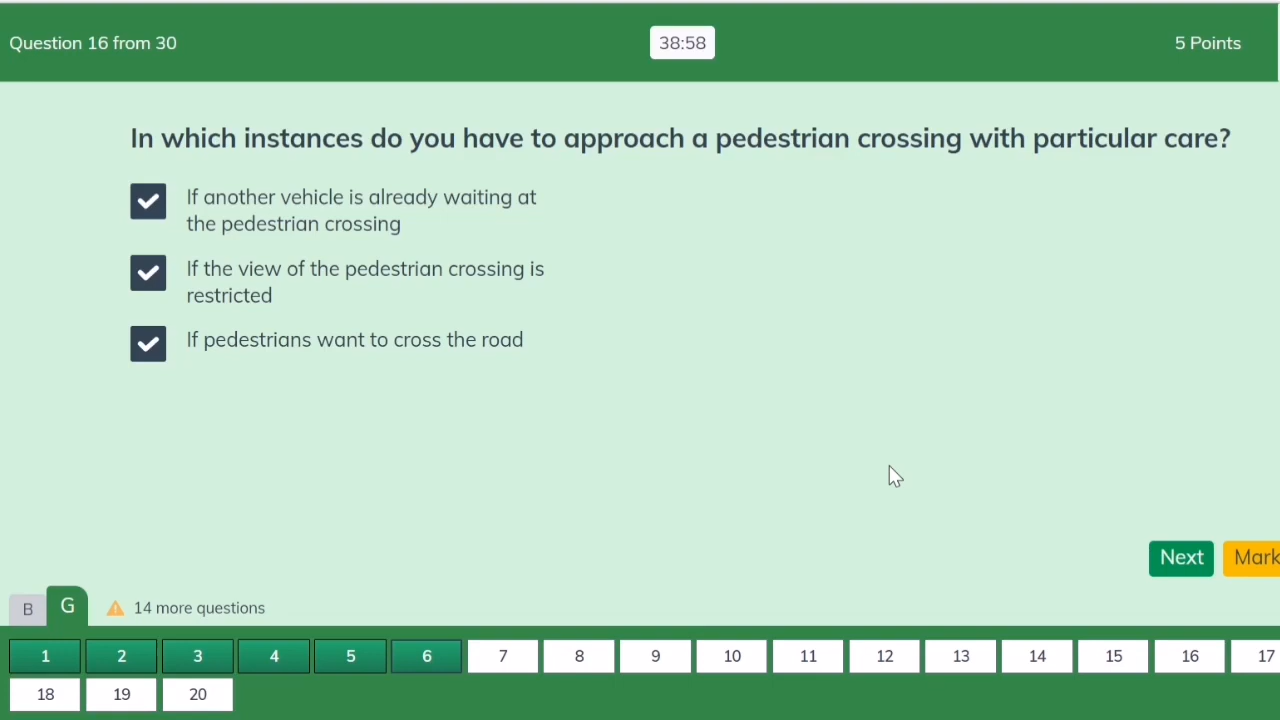 Question 16 from 30
38:58
5 Points
In which instances do you have to approach a pedestrian crossing with particular care?
If another vehicle is already waiting at
the pedestrian crossing
If the view of the pedestrian crossing is
restricted
If pedestrians want to cross the road
Next
Mark
B
G
14 more questions
1 2 3 4 5 6 7 8 9 10 11 12 13 14 15 16 17
18 19 20